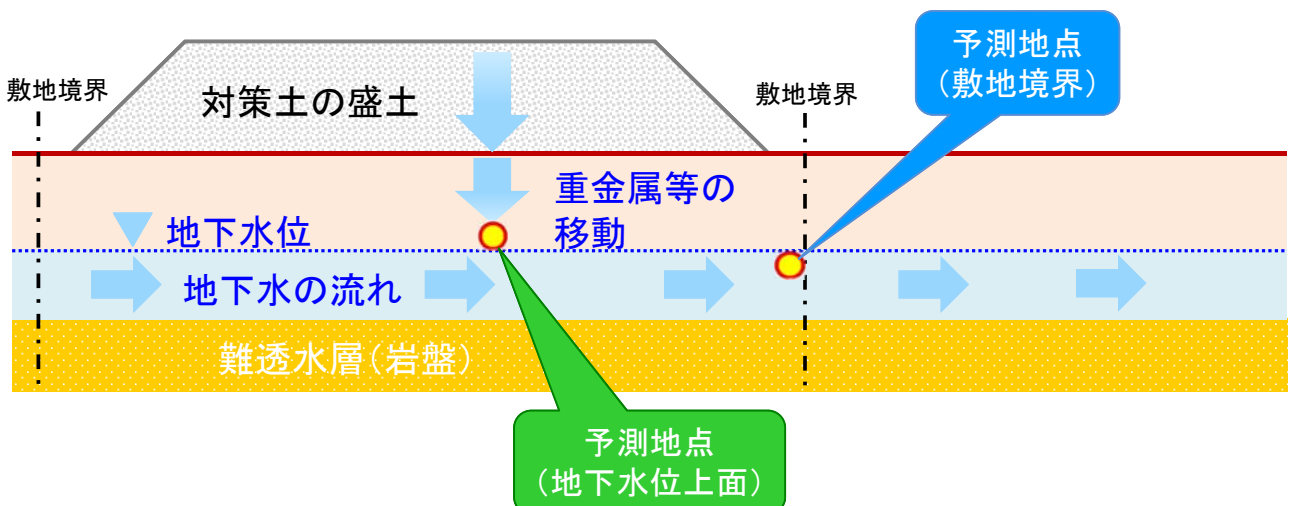 予測地点
(敷地境界)
敷地境界
対策土の盛土
敷地境界
重金属等の
移動
地下水位
地下水の流れ
難透水層(岩盤)
予測地点
(地下水位上面)